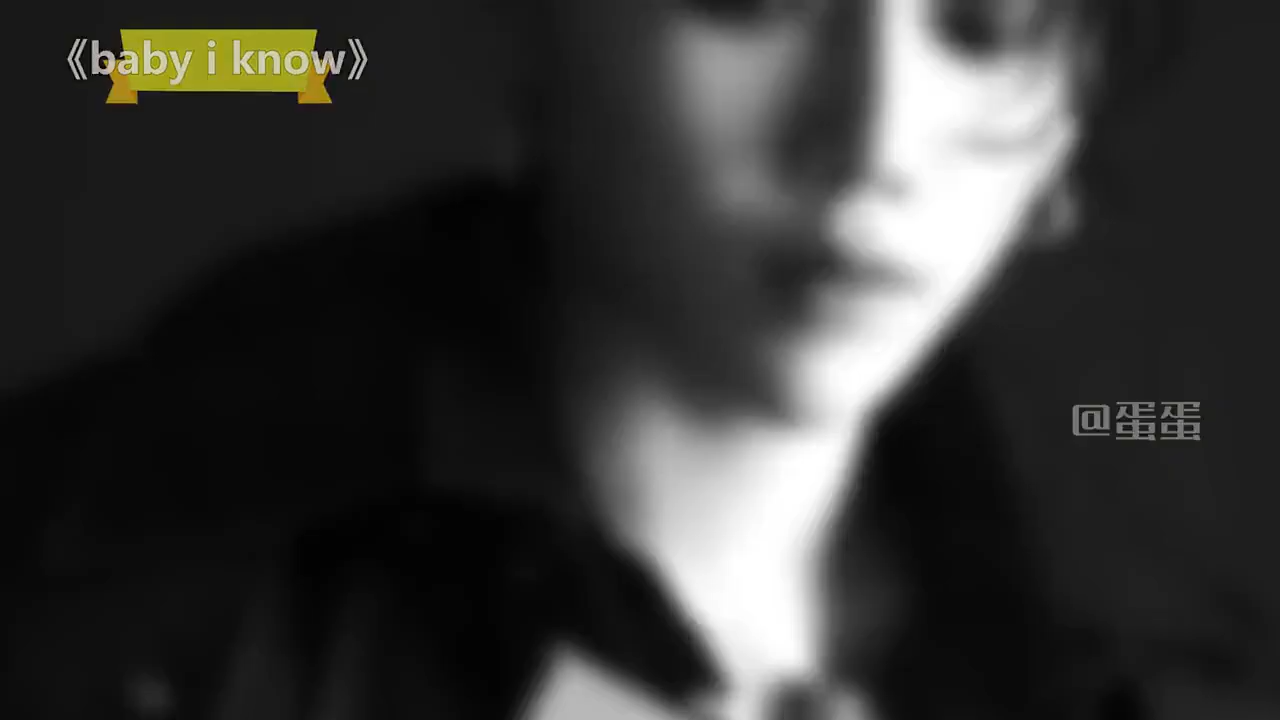 《baby i know》
@蛋蛋